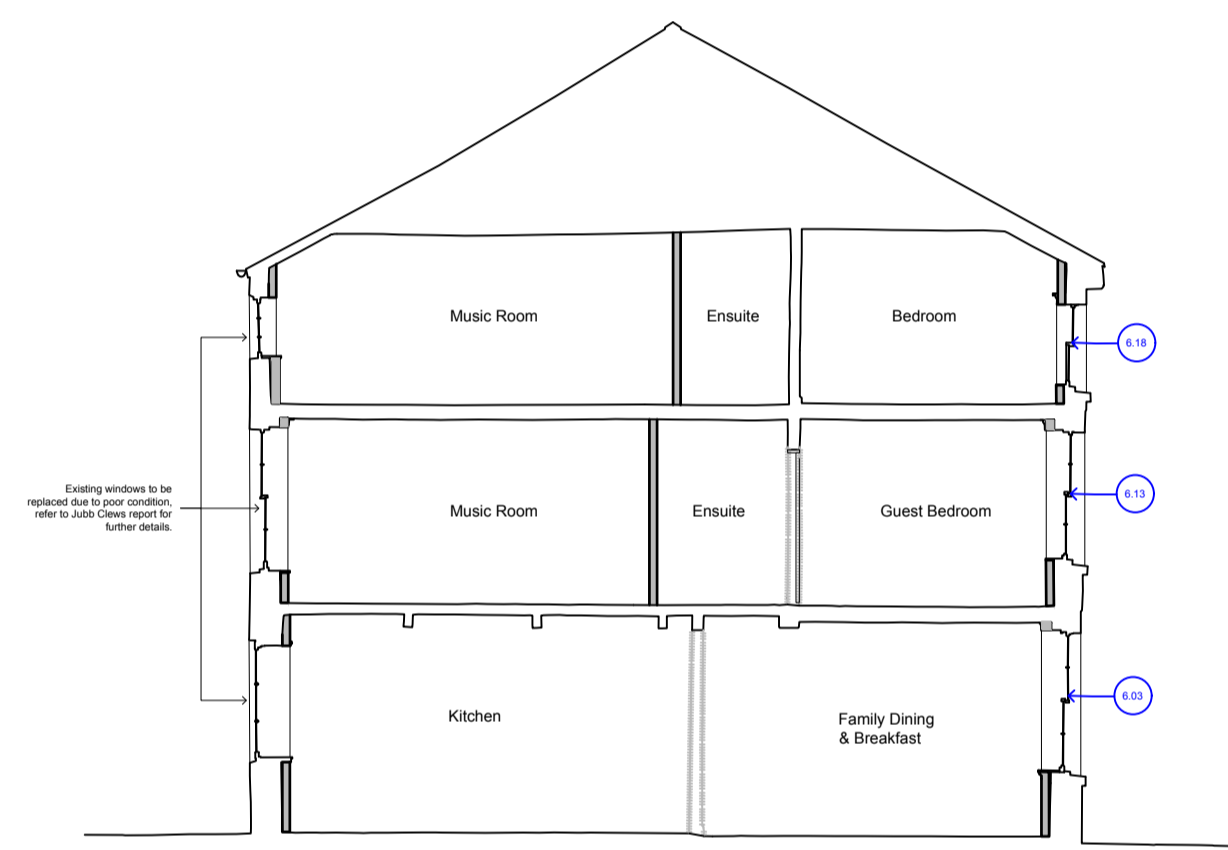 Music Room
Ensuite
Bedroom
6.18
Existing windows to be
replaced due to poor condition,
refer to Jubb Clews report for
further details.
Music Room
Ensuite
Guest Bedroom
6.13
Kitchen
Family Dining
& Breakfast
6.03